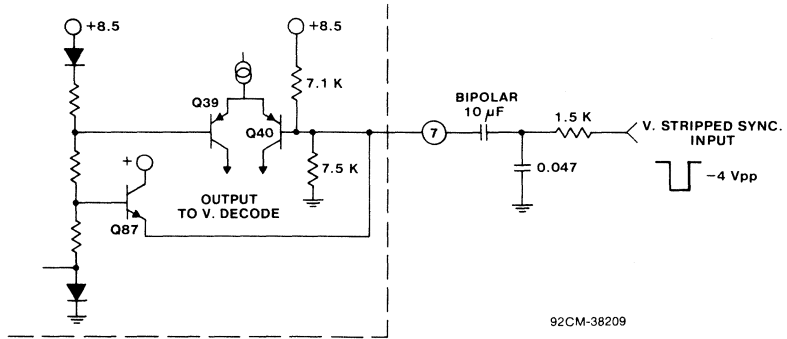 +8.5
+8.5
7.1 K
Q39
Q40
BIPOLAR
10 µF
1.5 K
7
V. STRIPPED SYNC.
INPUT
7.5 K
0.047
−4 Vpp
+
OUTPUT
TO V. DECODE
Q87
92CM-38209